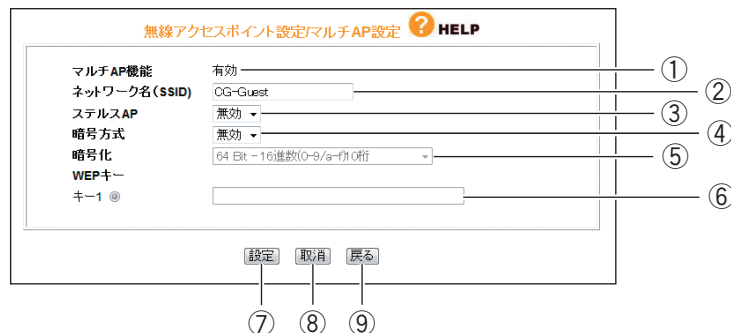 無線アクセスポイント設定/マルチAP設定 ? HELP
マルチAP機能 有効 ①
ネットワーク名(SSID) CG-Guest ②
ステルスAP 無効 ③
暗号方式 無効 ④
暗号化 64 Bit - 16進数(0-9/a-f)10桁 ⑤
WEPキー
キー1 ⑥
設定 取消 戻る
⑦ ⑧ ⑨